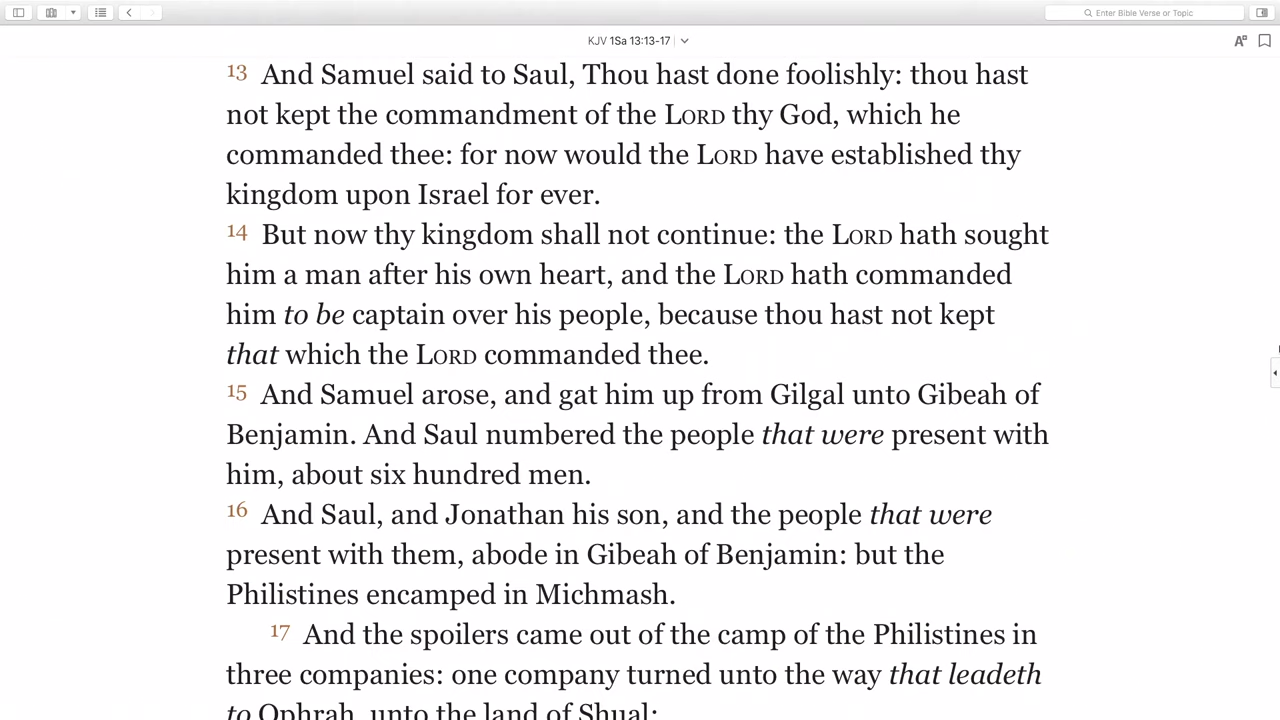 Enter Bible Verse or Topic
KJV 1Sa 13:13-17
13 And Samuel said to Saul, Thou hast done foolishly: thou hast
not kept the commandment of the LORD thy God, which he
commanded thee: for now would the LORD have established thy
kingdom upon Israel for ever.
14 But now thy kingdom shall not continue: the LORD hath sought
him a man after his own heart, and the LORD hath commanded
him to be captain over his people, because thou hast not kept
that which the LORD commanded thee.
15 And Samuel arose, and gat him up from Gilgal unto Gibeah of
Benjamin. And Saul numbered the people that were present with
him, about six hundred men.
16 And Saul, and Jonathan his son, and the people that were
present with them, abode in Gibeah of Benjamin: but the
Philistines encamped in Michmash.
17 And the spoilers came out of the camp of the Philistines in
three companies: one company turned unto the way that leadeth
to Ophrah, unto the land of Shual: